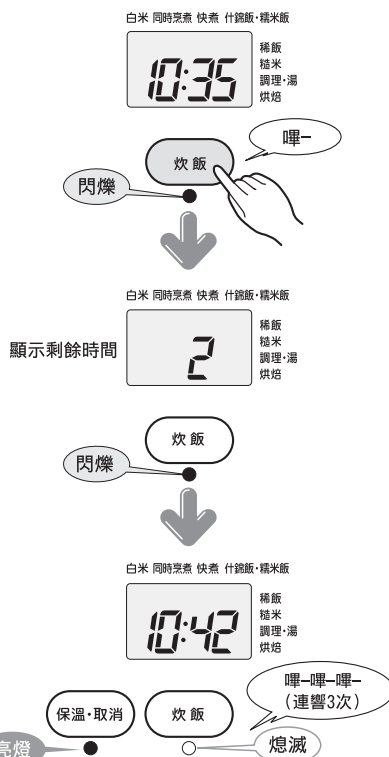 白米 同時烹煮 快煮 什錦飯･糯米飯
10:35
稀飯
糙米
調理･湯
烘焙
炊飯
嗶–
閃爍
白米 同時烹煮 快煮 什錦飯･糯米飯
顯示剩餘時間
2
稀飯
糙米
調理･湯
烘焙
炊飯
閃爍
白米 同時烹煮 快煮 什錦飯･糯米飯
10:42
稀飯
糙米
調理･湯
烘焙
嗶–嗶–嗶–
（連響3次）
保溫･取消
炊飯
亮燈
熄滅